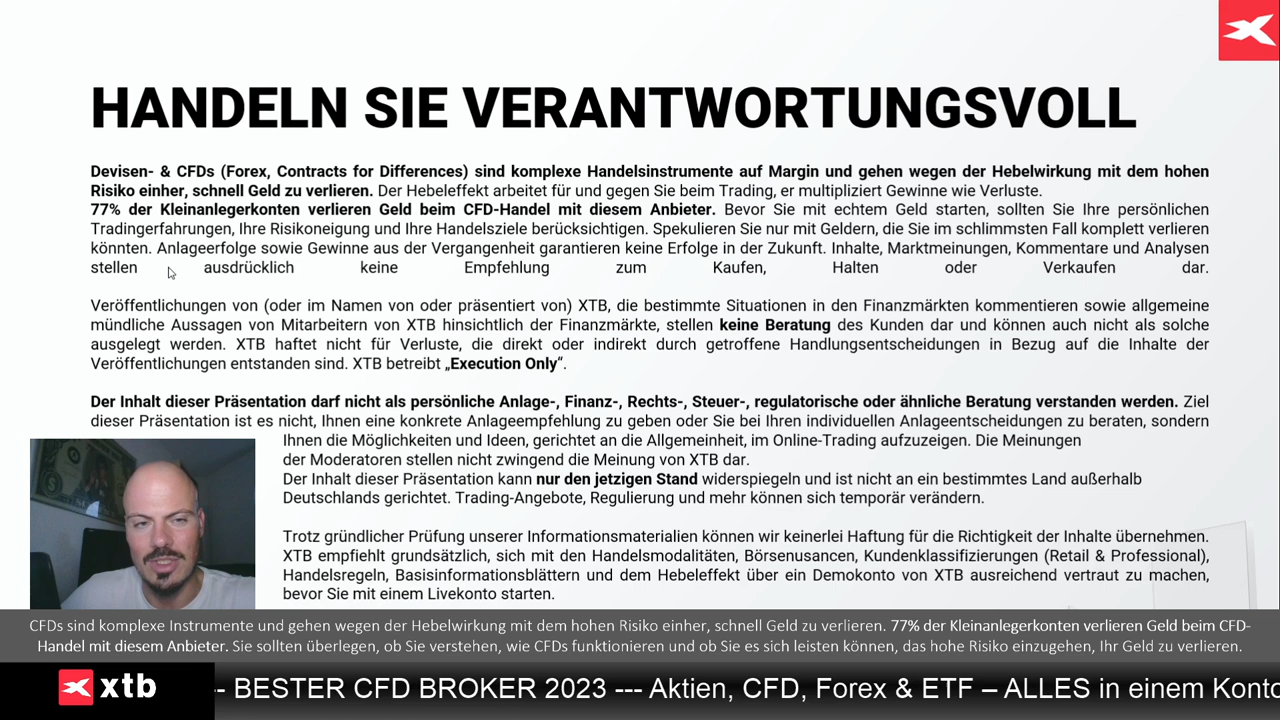 HANDELN SIE VERANTWORTUNGSVOLL
Devisen- & CFDs (Forex, Contracts for Differences) sind komplexe Handelsinstrumente auf Margin und gehen wegen der Hebelwirkung mit dem hohen
Risiko einher, schnell Geld zu verlieren. Der Hebeleffekt arbeitet für und gegen Sie beim Trading, er multipliziert Gewinne wie Verluste.
77% der Kleinanlegerkonten verlieren Geld beim CFD-Handel mit diesem Anbieter. Bevor Sie mit echtem Geld starten, sollten Sie Ihre persönlichen
Tradingerfahrungen, Ihre Risikoneigung und Ihre Handelsziele berücksichtigen. Spekulieren Sie nur mit Geldern, die Sie im schlimmsten Fall komplett verlieren
könnten. Anlageerfolge sowie Gewinne aus der Vergangenheit garantieren keine Erfolge in der Zukunft. Inhalte, Marktmeinungen, Kommentare und Analysen
stellen ausdrücklich keine Empfehlung zum Kaufen, Halten oder Verkaufen dar.
Veröffentlichungen von (oder im Namen von oder präsentiert von) XTB, die bestimmte Situationen in den Finanzmärkten kommentieren sowie allgemeine
mündliche Aussagen von Mitarbeitern von XTB hinsichtlich der Finanzmärkte, stellen keine Beratung des Kunden dar und können auch nicht als solche
ausgelegt werden. XTB haftet nicht für Verluste, die direkt oder indirekt durch getroffene Handlungsentscheidungen in Bezug auf die Inhalte der
Veröffentlichungen entstanden sind. XTB betreibt „Execution Only“.
Der Inhalt dieser Präsentation darf nicht als persönliche Anlage-, Finanz-, Rechts-, Steuer-, regulatorische oder ähnliche Beratung verstanden werden. Ziel
dieser Präsentation ist es nicht, Ihnen eine konkrete Anlageempfehlung zu geben oder Sie bei Ihren individuellen Anlageentscheidungen zu beraten, sondern
Ihnen die Möglichkeiten und Ideen, gerichtet an die Allgemeinheit, im Online-Trading aufzuzeigen. Die Meinungen
der Moderatoren stellen nicht zwingend die Meinung von XTB dar.
Der Inhalt dieser Präsentation kann nur den jetzigen Stand widerspiegeln und ist nicht an ein bestimmtes Land außerhalb
Deutschlands gerichtet. Trading-Angebote, Regulierung und mehr können sich temporär verändern.
Trotz gründlicher Prüfung unserer Informationsmaterialien können wir keinerlei Haftung für die Richtigkeit der Inhalte übernehmen.
XTB empfiehlt grundsätzlich, sich mit den Handelsmodalitäten, Börsenusancen, Kundenklassifizierungen (Retail & Professional),
Handelsregeln, Basisinformationsblättern und dem Hebeleffekt über ein Demokonto von XTB ausreichend vertraut zu machen,
bevor Sie mit einem Livekonto starten.
CFDs sind komplexe Instrumente und gehen wegen der Hebelwirkung mit dem hohen Risiko einher, schnell Geld zu verlieren. 77% der Kleinanlegerkonten verlieren Geld beim CFD-
Handel mit diesem Anbieter. Sie sollten überlegen, ob Sie verstehen, wie CFDs funktionieren und ob Sie es sich leisten können, das hohe Risiko einzugehen, Ihr Geld zu verlieren.
xtb -- BESTER CFD BROKER 2023 --- Aktien, CFD, Forex & ETF – ALLES in einem Konto